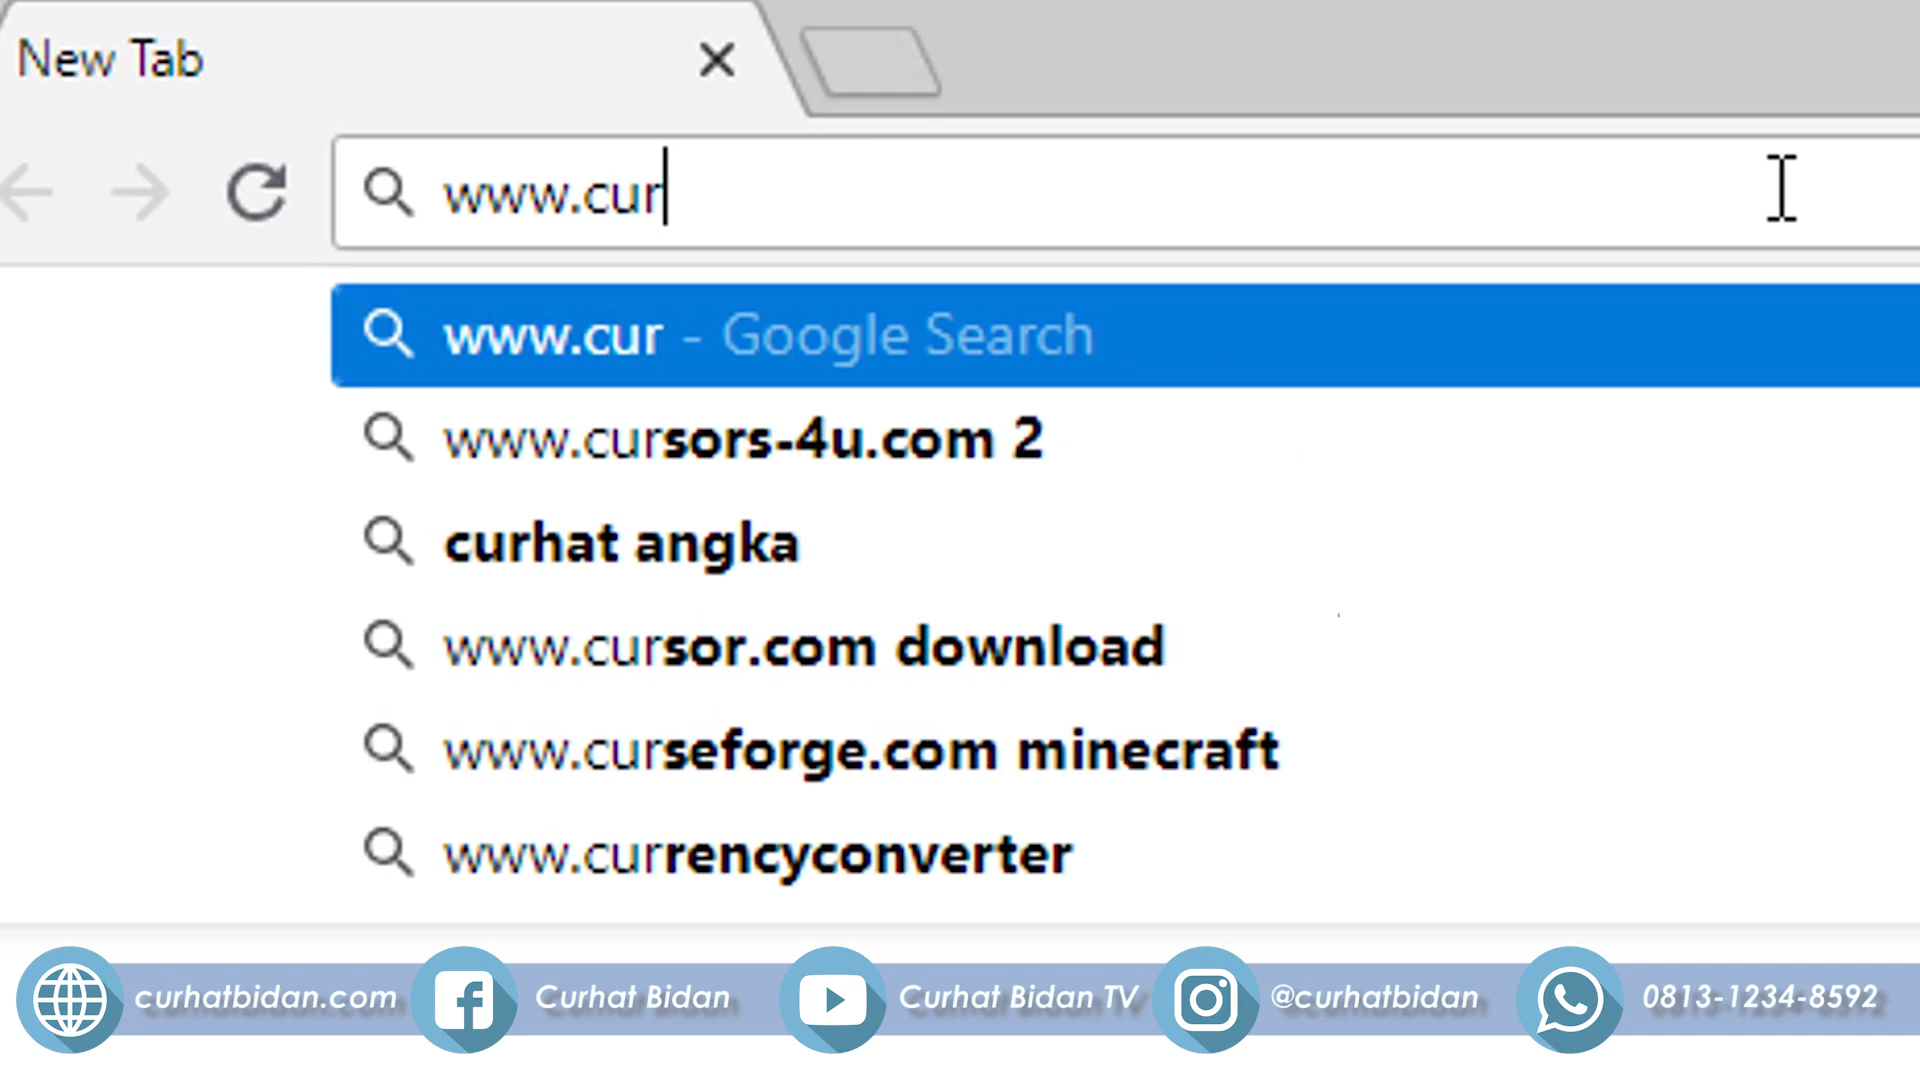 New Tab
www.cur
www.cur - Google Search
www.cursors-4u.com 2
curhat angka
www.cursor.com download
www.curseforge.com minecraft
www.currencyconverter
curhatbidan.com Curhat Bidan Curhat Bidan TV @curhatbidan 0813-1234-8592